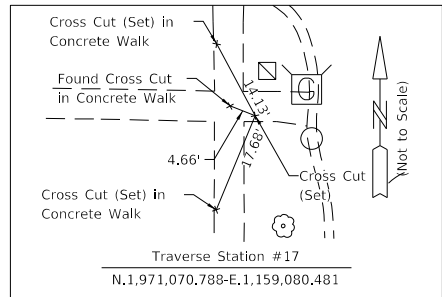 Cross Cut (Set) in
Concrete Walk
Found Cross Cut
in Concrete Walk
14.13'
G
N
(Not to Scale)
4.66'
17.68'
Cross Cut (Set) in
Concrete Walk
Cross Cut
(Set)
Traverse Station #17
N.1,971,070.788-E.1,159,080.481